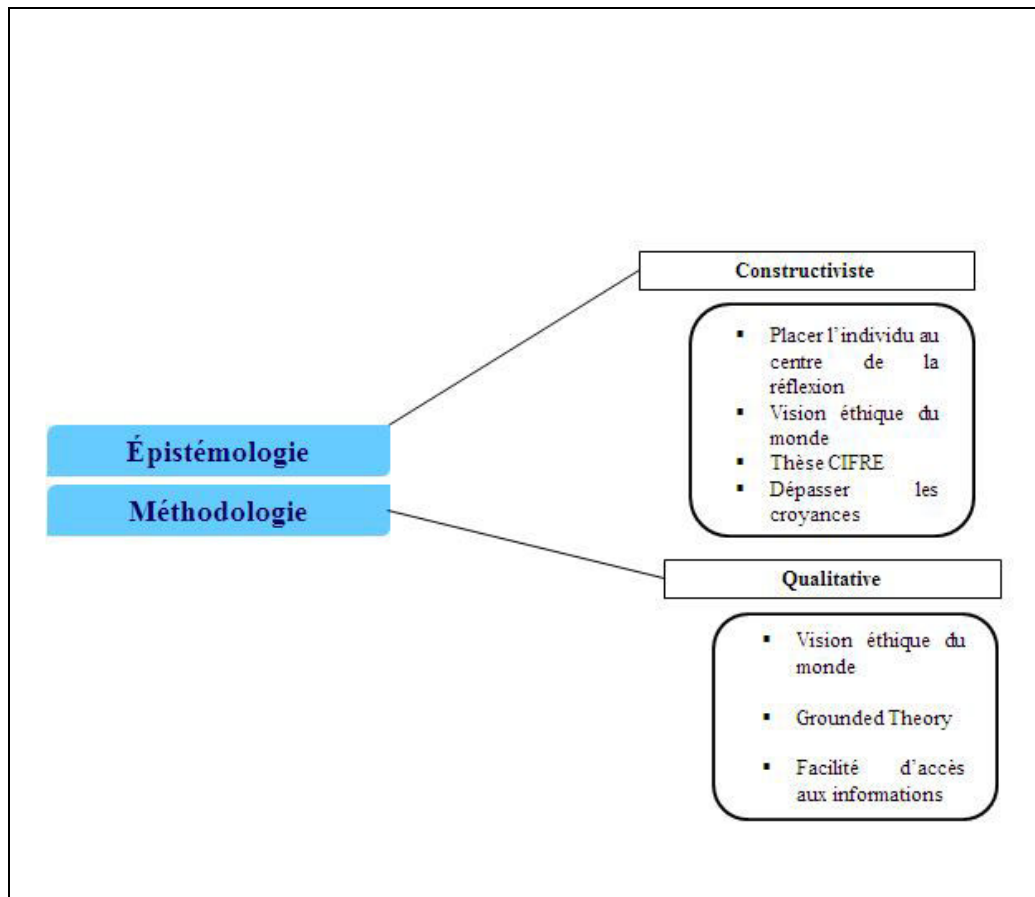 Constructiviste
Placer l'individu au
centre de la
réflexion
Vision éthique du
monde
Thèse CIFRE
Dépasser les
croyances
Épistémologie
Méthodologie
Qualitative
Vision éthique du
monde
Grounded Theory
Facilité d'accès
aux informations